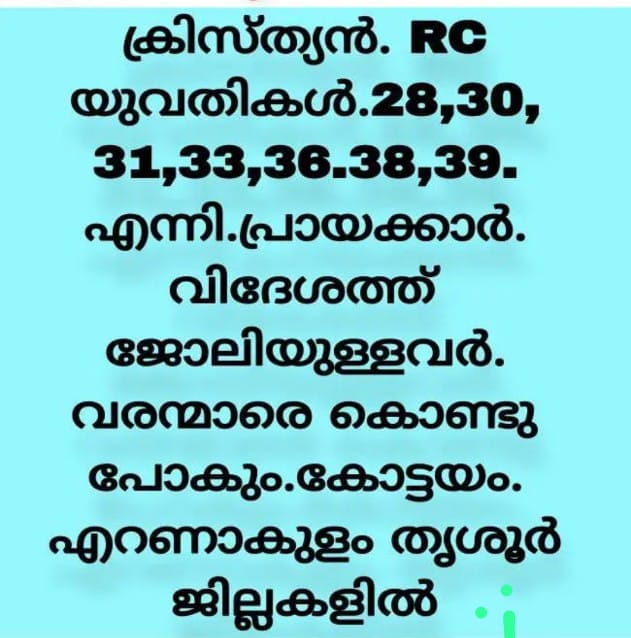 ക്രിസ്ത്യൻ. RC
യുവതികൾ.28,30,
31,33,36.38,39.
എന്നി.പ്രായക്കാർ.
വിദേശത്ത്
ജോലിയുള്ളവർ.
വരന്മാരെ കൊണ്ടു
പോകും.കോട്ടയം.
എറണാകുളം തൃശൂർ
ജില്ലകളിൽ